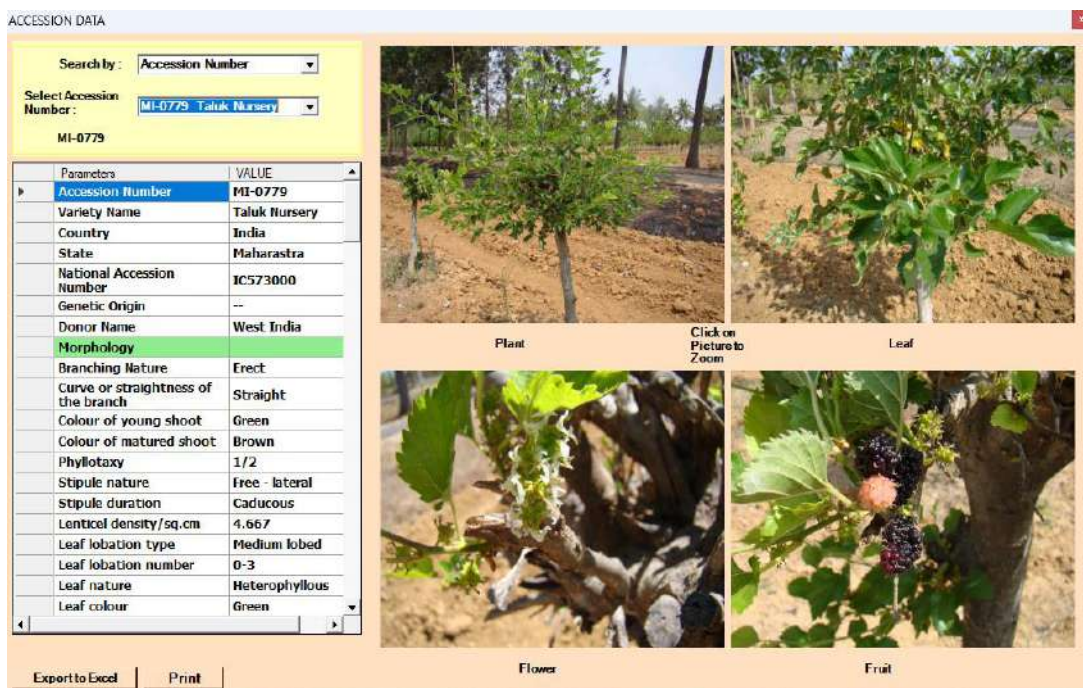 ACCESSION DATA
Search by : Accession Number
Select Accession
Number : MI-0779 Taluk Nursery
MI-0779
Parameters VALUE
Accession Number MI-0779
Variety Name Taluk Nursery
Country India
State Maharastra
National Accession
Number IC573000
Genetic Origin --
Donor Name West India
Morphology
Branching Nature Erect
Curve or straightness of
the branch Straight
Colour of young shoot Green
Colour of matured shoot Brown
Phyllotaxy 1/2
Stipule nature Free - lateral
Stipule duration Caducous
Lenticel density/sq.cm 4.667
Leaf lobation type Medium lobed
Leaf lobation number 0-3
Leaf nature Heterophyllous
Leaf colour Green
Export to Excel Print
Plant
Click on
Picture to
Zoom
Leaf
Flower
Fruit